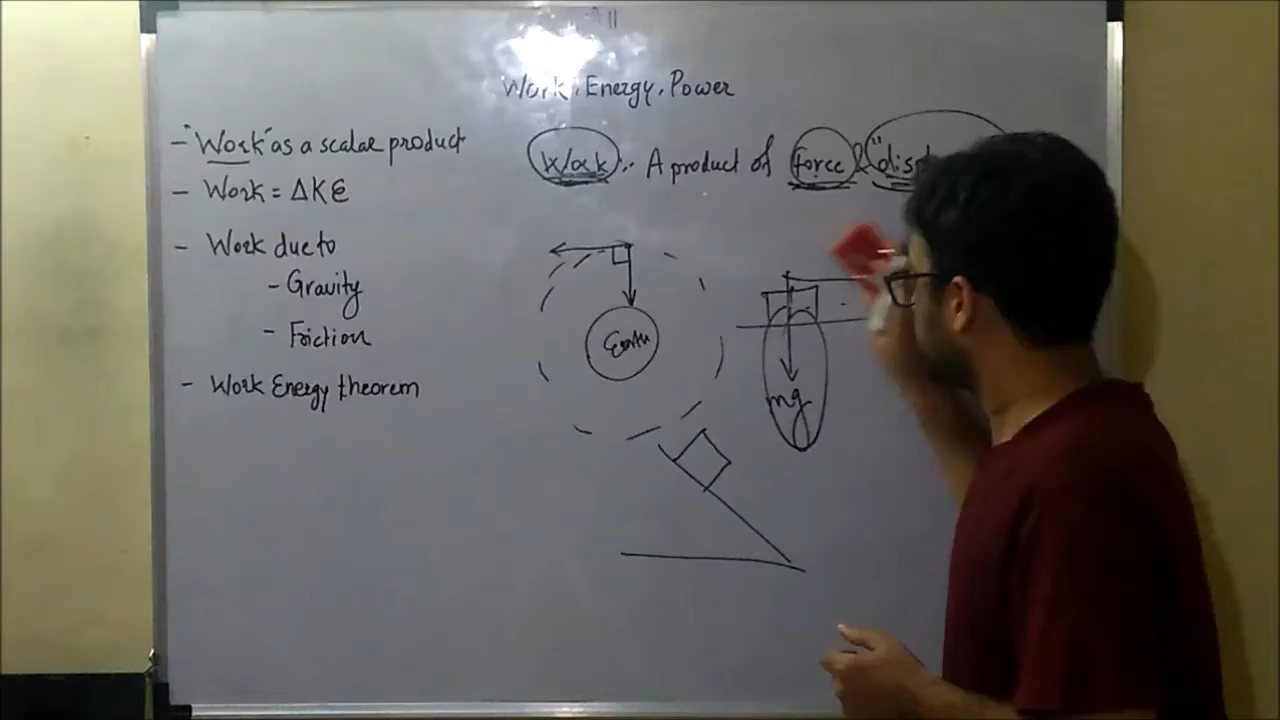 Work, Energy, Power
- "Work" as a scalar product
- Work = ΔKE
- Work due to
- Gravity
- Friction
- Work Energy theorem
Work :- A product of force &
Earth
mg